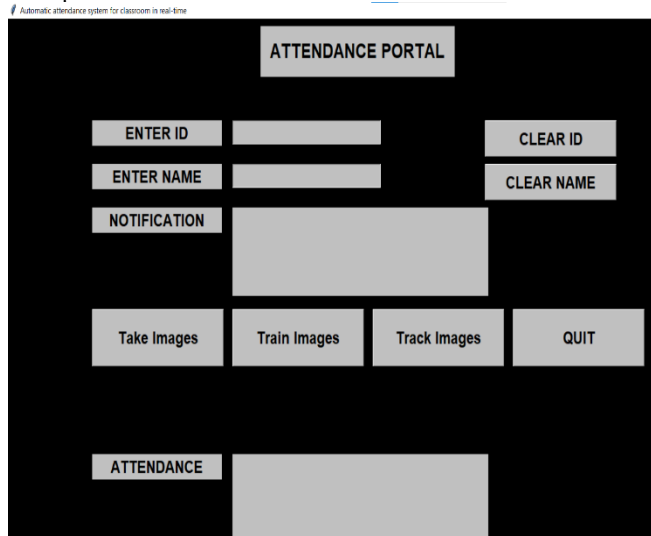 Automatic attendance system for classroom in real-time
ATTENDANCE PORTAL
ENTER ID
CLEAR ID
ENTER NAME
CLEAR NAME
NOTIFICATION
Take Images
Train Images
Track Images
QUIT
ATTENDANCE